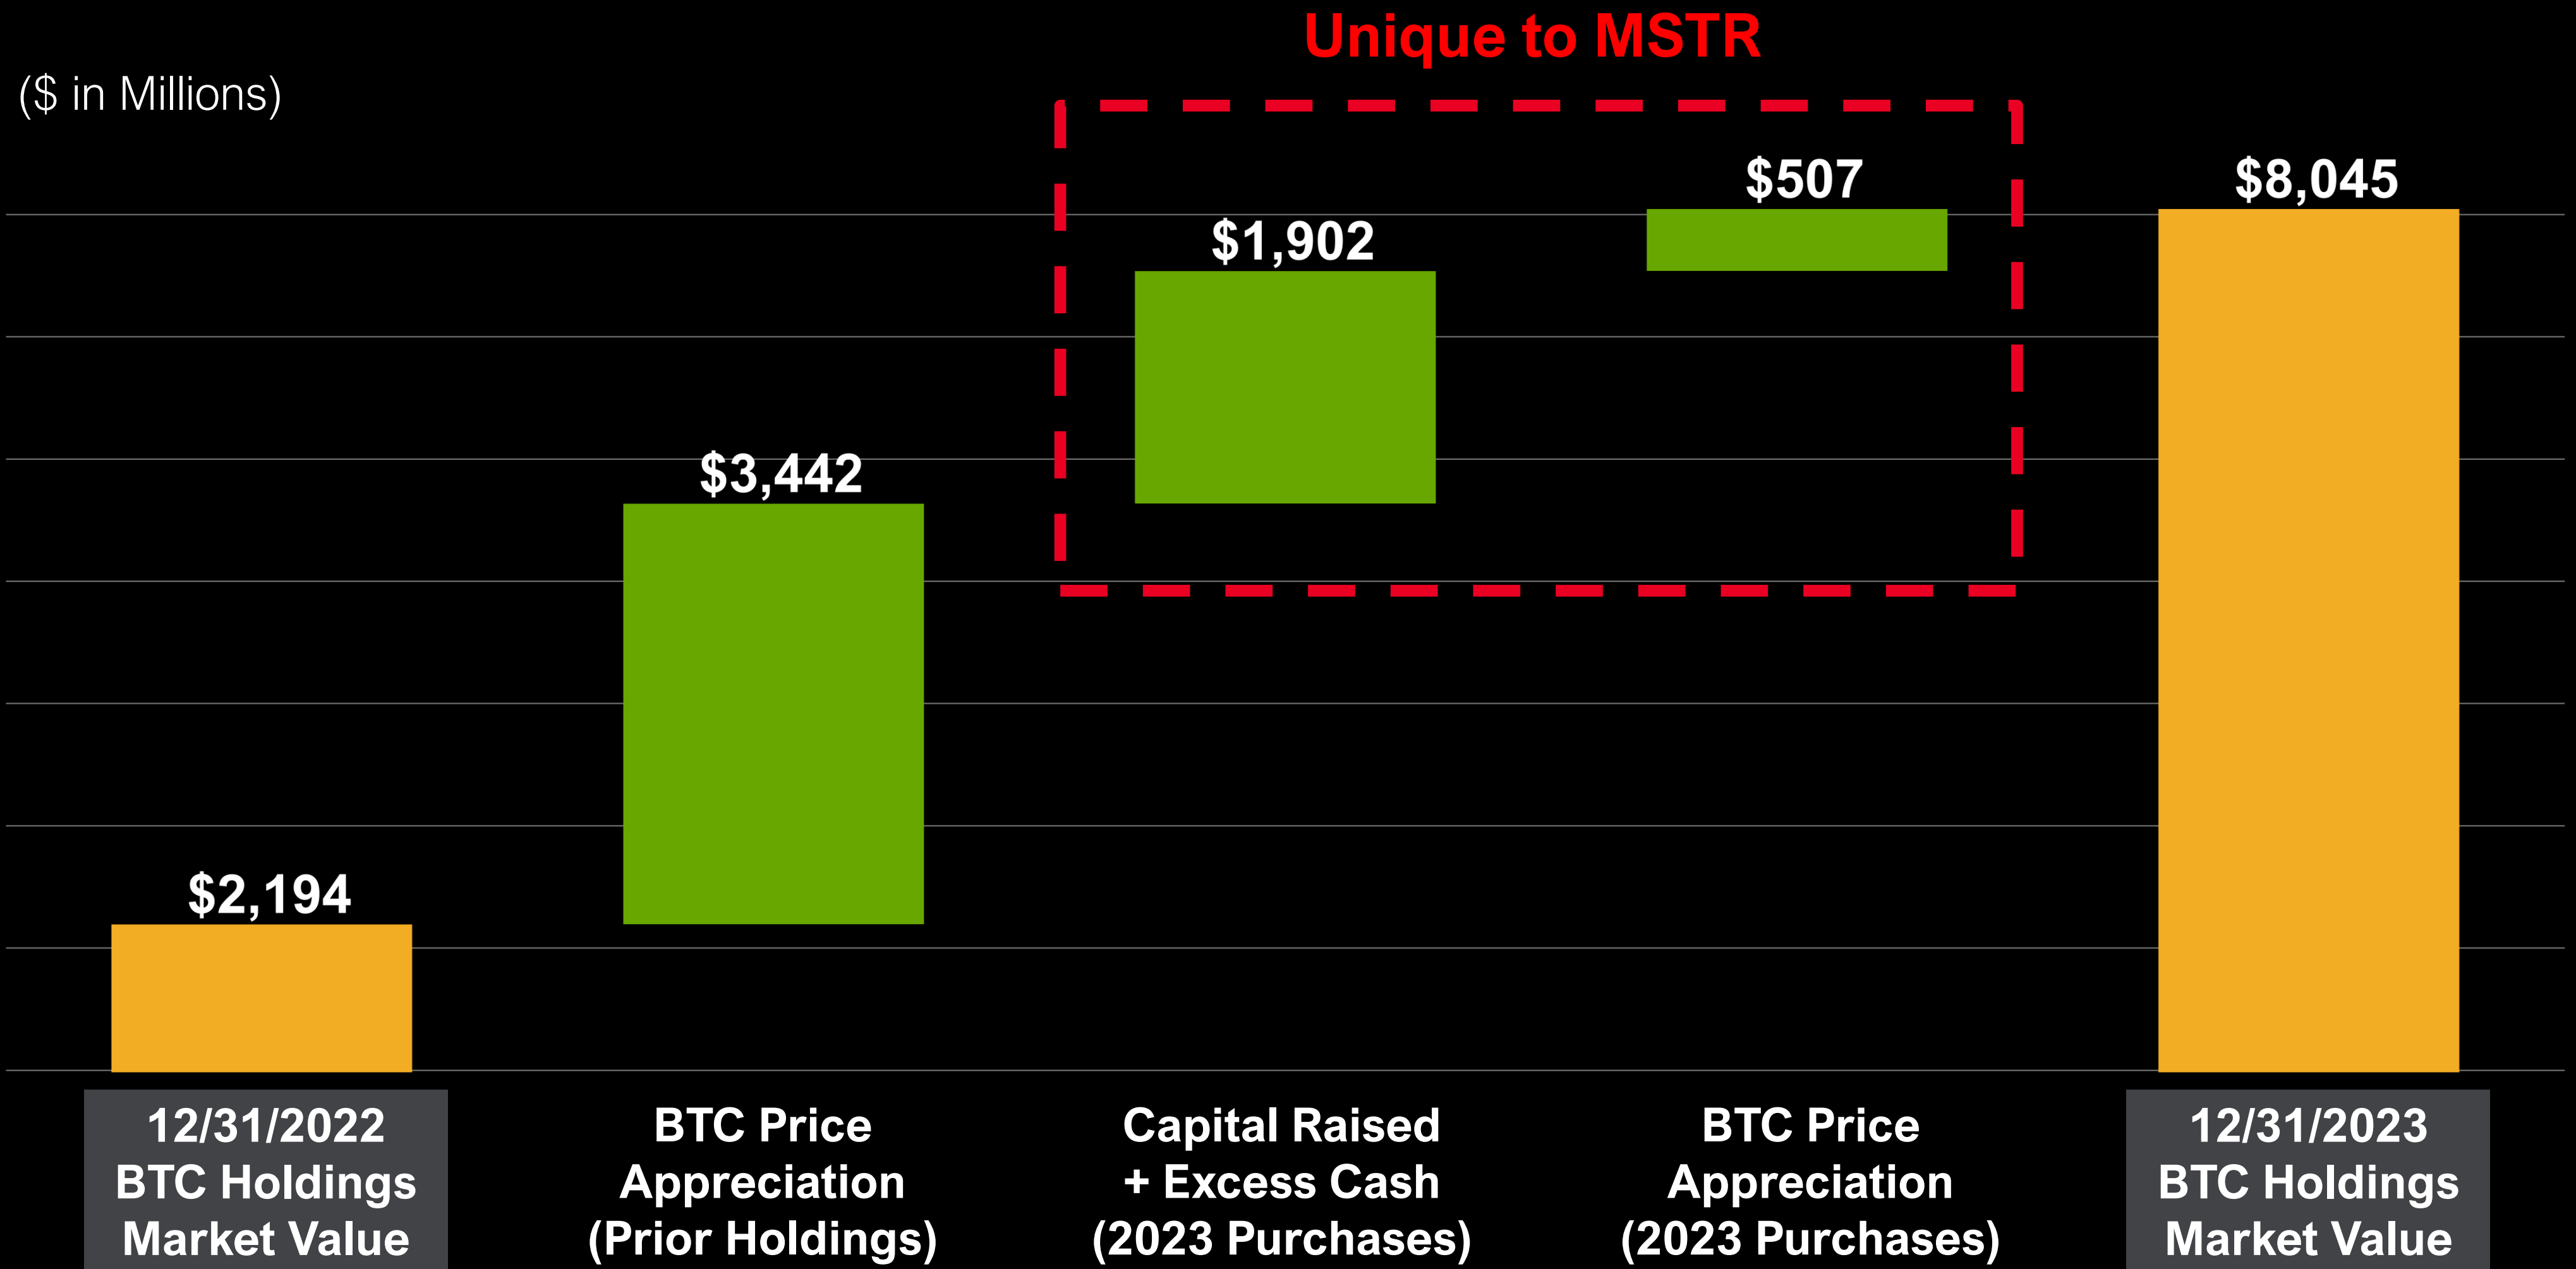 Unique to MSTR
($ in Millions)
$2,194
$3,442
$1,902
$507
$8,045
12/31/2022
BTC Holdings
Market Value
BTC Price
Appreciation
(Prior Holdings)
Capital Raised
+ Excess Cash
(2023 Purchases)
BTC Price
Appreciation
(2023 Purchases)
12/31/2023
BTC Holdings
Market Value